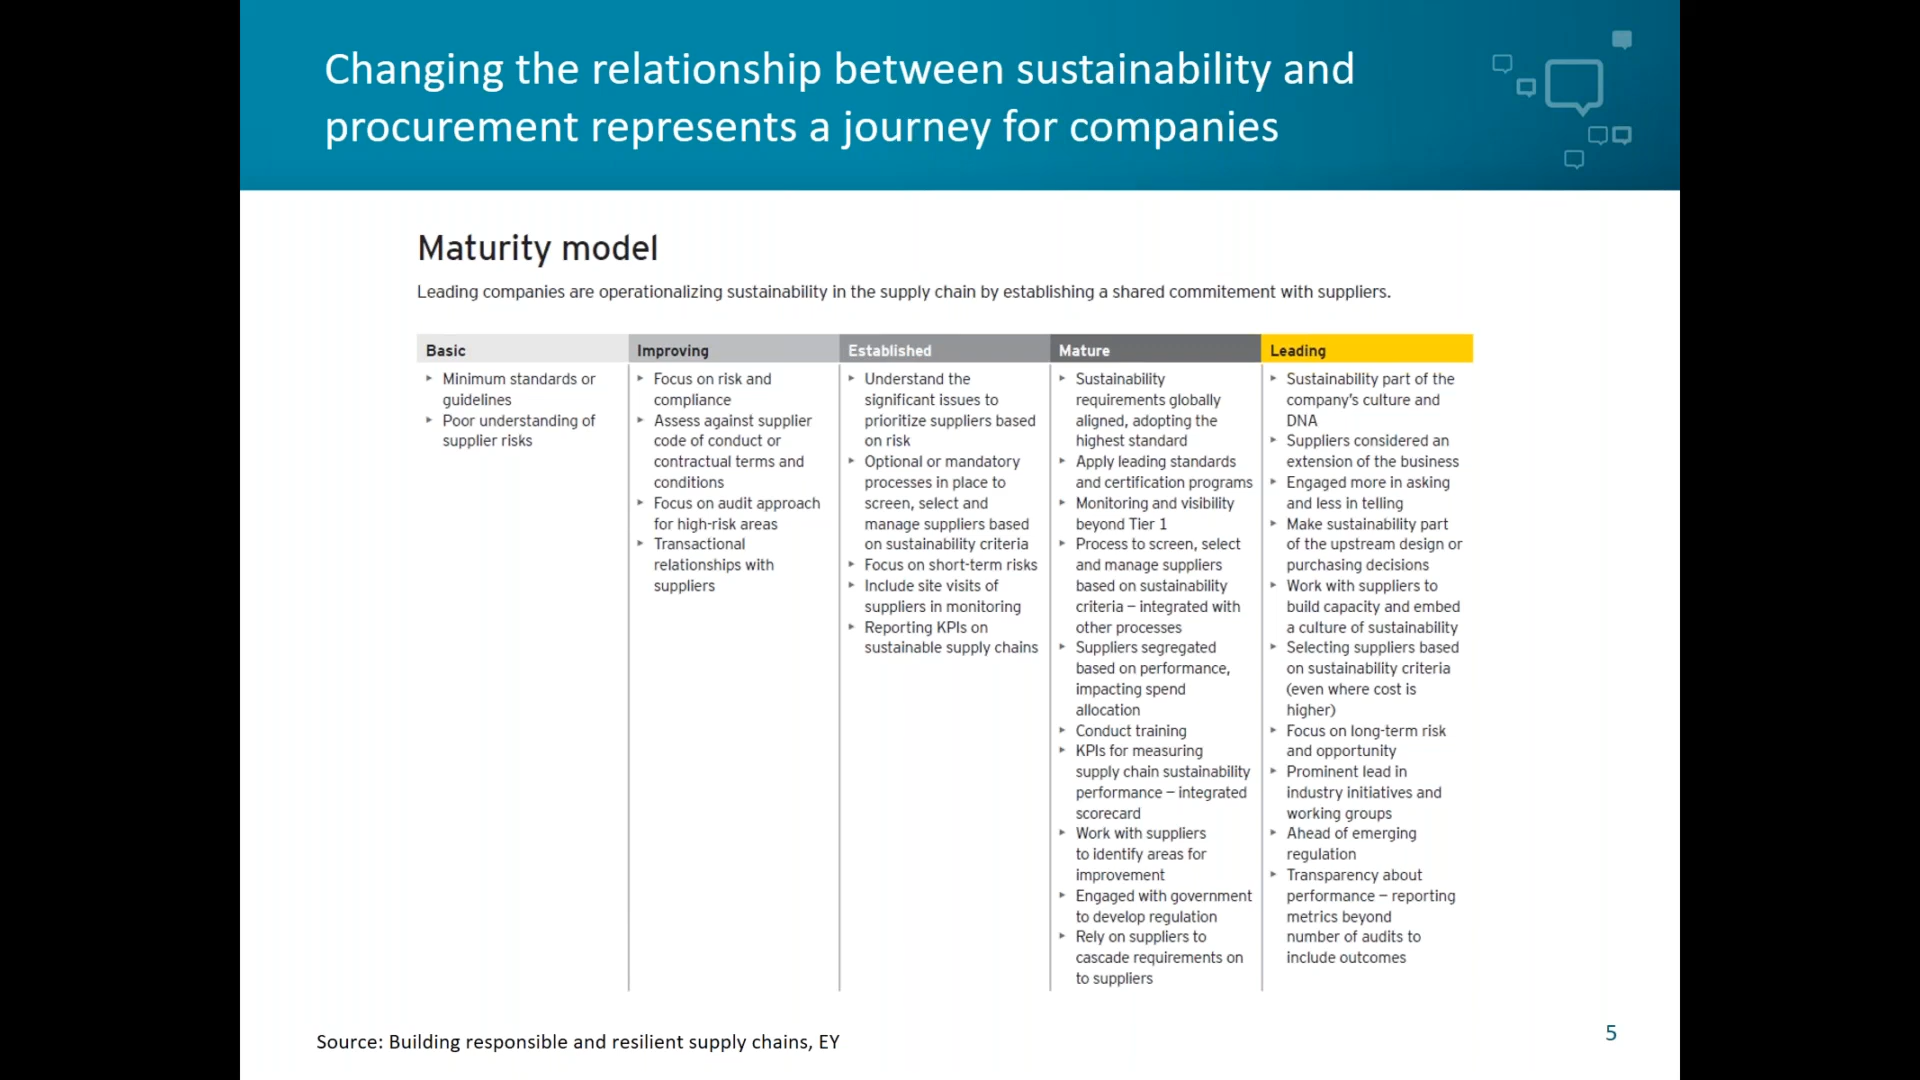 Changing the relationship between sustainability and
procurement represents a journey for companies
Maturity model
Leading companies are operationalizing sustainability in the supply chain by establishing a shared commitment with suppliers.
Basic
‣ Minimum standards or
guidelines
‣ Poor understanding of
supplier risks
Improving
‣ Focus on risk and
compliance
‣ Assess against supplier
code of conduct or
contractual terms and
conditions
‣ Focus on audit approach
for high-risk areas
‣ Transactional
relationships with
suppliers
Established
‣ Understand the
significant issues to
prioritize suppliers based
on risk
‣ Optional or mandatory
processes in place to
screen, select and
manage suppliers based
on sustainability criteria
‣ Focus on short-term risks
‣ Include site visits of
suppliers in monitoring
‣ Reporting KPIs on
sustainable supply chains
Mature
‣ Sustainability
requirements globally
aligned, adopting the
highest standard
‣ Apply leading standards
and certification programs
‣ Monitoring and visibility
beyond Tier 1
‣ Process to screen, select
and manage suppliers
based on sustainability
criteria – integrated with
other processes
‣ Suppliers segregated
based on performance,
impacting spend
allocation
‣ Conduct training
‣ KPIs for measuring
supply chain sustainability
performance – integrated
scorecard
‣ Work with suppliers
to identify areas for
improvement
‣ Engaged with government
to develop regulation
‣ Rely on suppliers to
cascade requirements on
to suppliers
Leading
‣ Sustainability part of the
company's culture and
DNA
‣ Suppliers considered an
extension of the business
‣ Engaged more in asking
and less in telling
‣ Make sustainability part
of the upstream design or
purchasing decisions
‣ Work with suppliers to
build capacity and embed
a culture of sustainability
‣ Selecting suppliers based
on sustainability criteria
(even where cost is
higher)
‣ Focus on long-term risk
and opportunity
‣ Prominent lead in
industry initiatives and
working groups
‣ Ahead of emerging
regulation
‣ Transparency about
performance – reporting
metrics beyond
number of audits to
include outcomes
Source: Building responsible and resilient supply chains, EY
5